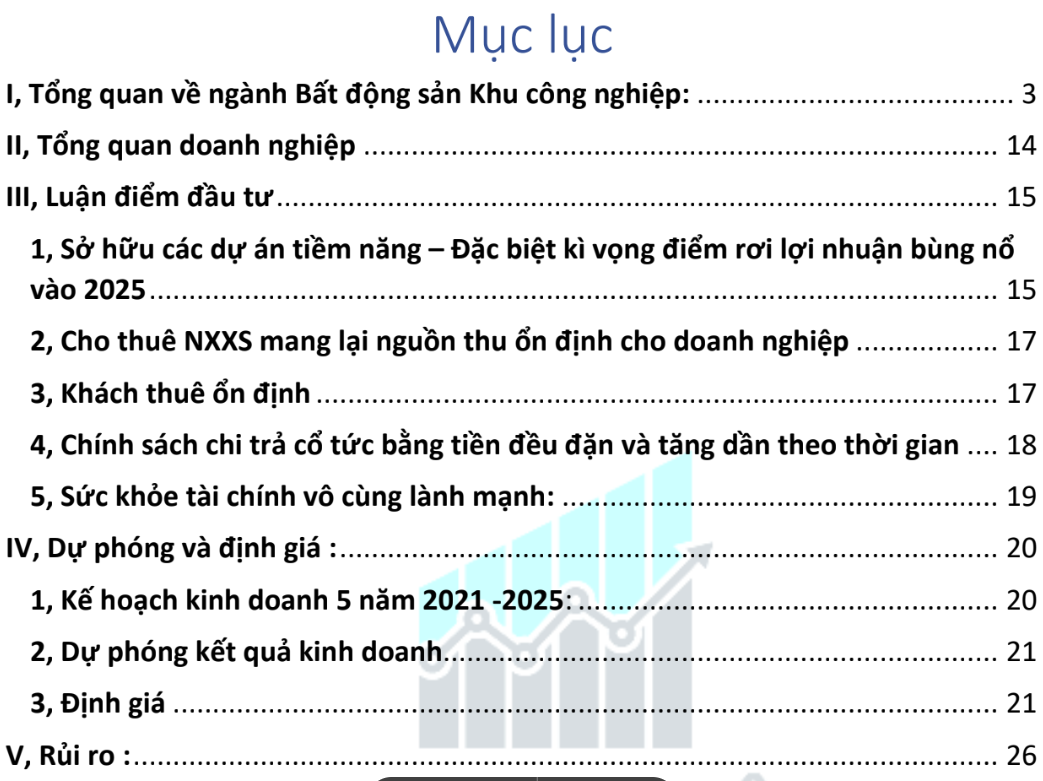 Mục lục
I, Tổng quan về ngành Bất động sản Khu công nghiệp: ........................................ 3
II, Tổng quan doanh nghiệp ................................................................................ 14
III, Luận điểm đầu tư ........................................................................................... 15
1, Sở hữu các dự án tiềm năng – Đặc biệt kì vọng điểm rơi lợi nhuận bùng nổ
vào 2025 ............................................................................................................ 15
2, Cho thuê NXXS mang lại nguồn thu ổn định cho doanh nghiệp .................. 17
3, Khách thuê ổn định ...................................................................................... 17
4, Chính sách chi trả cổ tức bằng tiền đều đặn và tăng dần theo thời gian .... 18
5, Sức khỏe tài chính vô cùng lành mạnh: ....................................................... 19
IV, Dự phóng và định giá : ................................................................................... 20
1, Kế hoạch kinh doanh 5 năm 2021 -2025: ..................................................... 20
2, Dự phóng kết quả kinh doanh ...................................................................... 21
3, Định giá ........................................................................................................ 21
V, Rủi ro : ............................................................................................................. 26